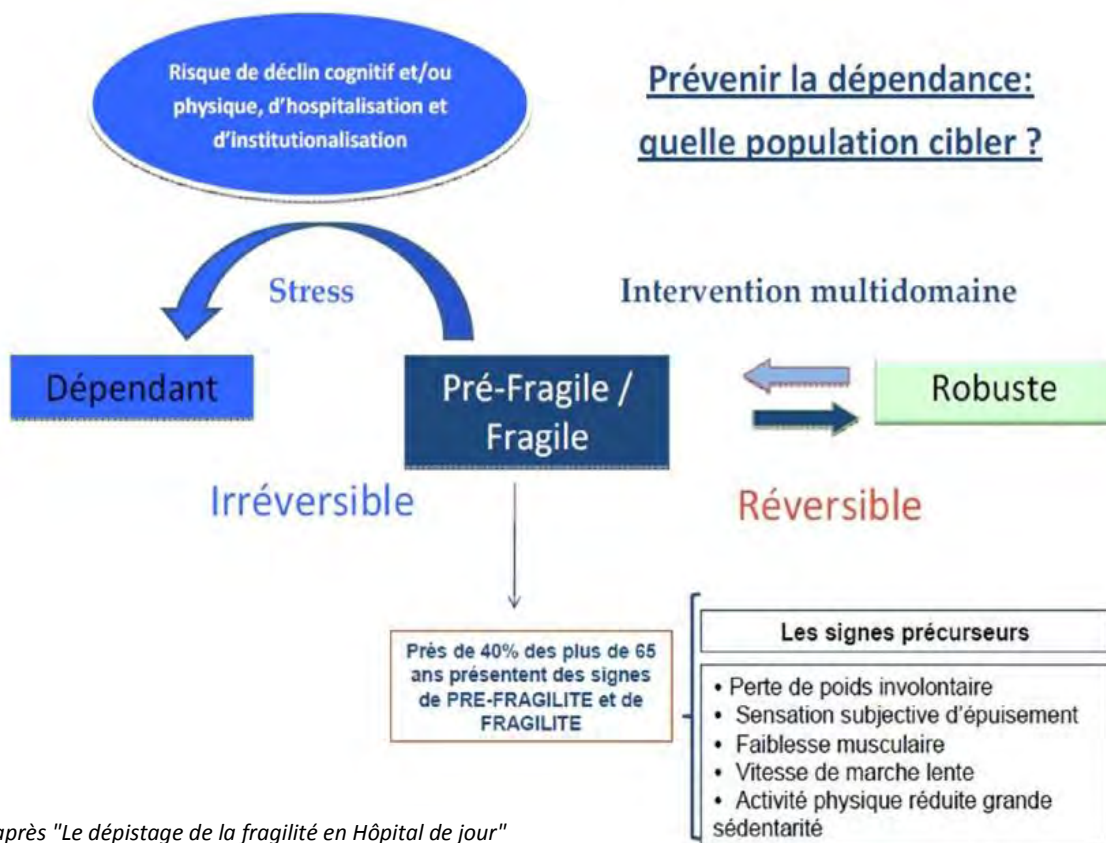 Risque de déclin cognitif et/ou
physique, d'hospitalisation et
d'institutionalisation
Prévenir la dépendance:
quelle population cibler ?
Stress
Intervention multidomaine
Dépendant
Pré-Fragile /
Fragile
Robuste
Irréversible
Réversible
Près de 40% des plus de 65
ans présentent des signes
de PRE-FRAGILITE et de
FRAGILITE
Les signes précurseurs
• Perte de poids involontaire
• Sensation subjective d'épuisement
• Faiblesse musculaire
• Vitesse de marche lente
• Activité physique réduite grande
sédentarité
après "Le dépistage de la fragilité en Hôpital de jour"